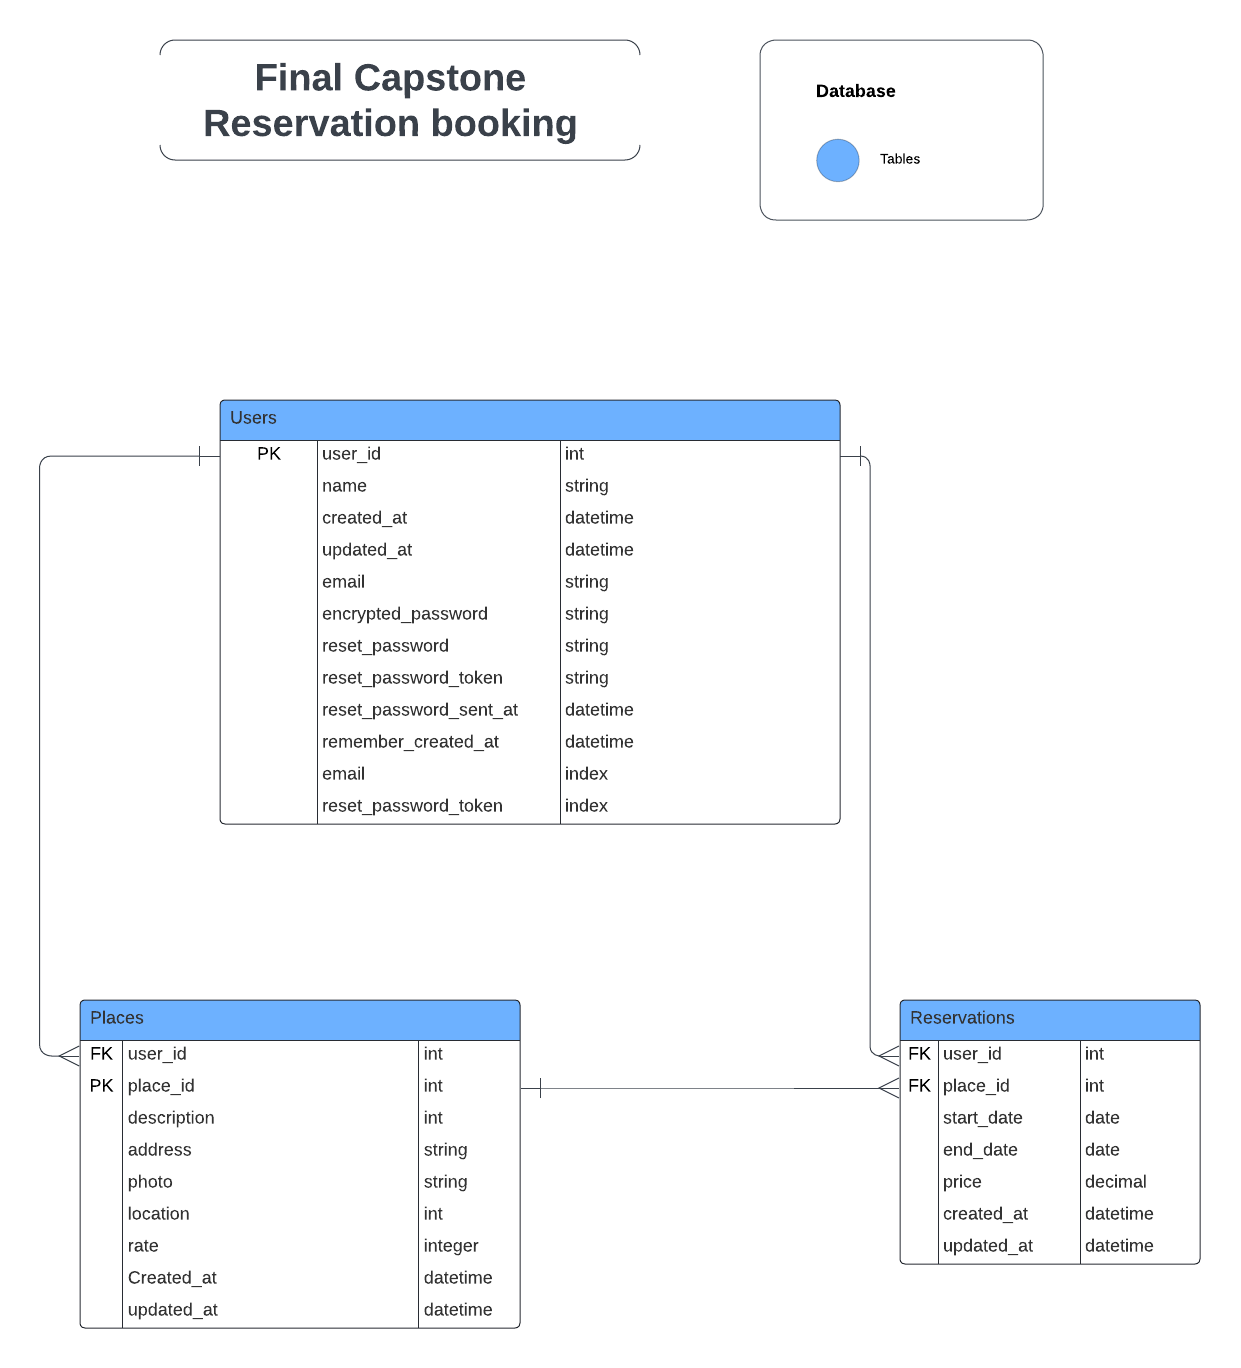 Final Capstone
Reservation booking
Database
Tables
Users
PK user_id int
name string
created_at datetime
updated_at datetime
email string
encrypted_password string
reset_password string
reset_password_token string
reset_password_sent_at datetime
remember_created_at datetime
email index
reset_password_token index
Places
FK user_id int
PK place_id int
description int
address string
photo string
location int
rate integer
Created_at datetime
updated_at datetime
Reservations
FK user_id int
FK place_id int
start_date date
end_date date
price decimal
created_at datetime
updated_at datetime